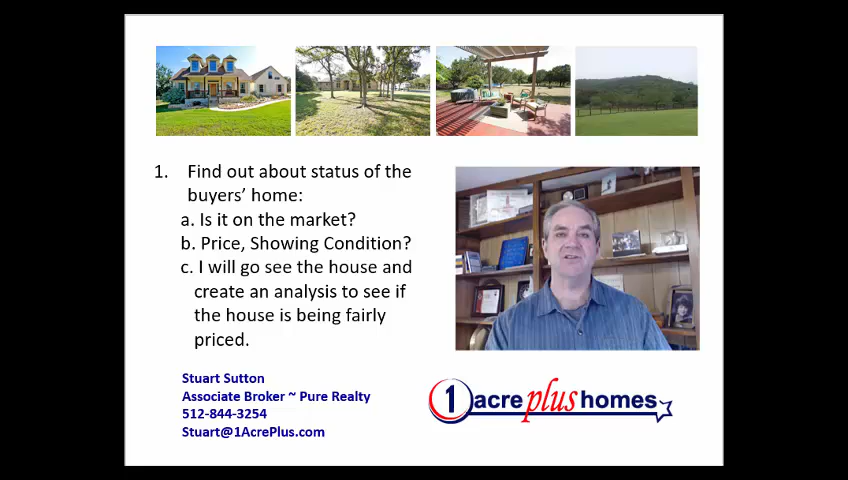 1. Find out about status of the
buyers’ home:
a. Is it on the market?
b. Price, Showing Condition?
c. I will go see the house and
create an analysis to see if
the house is being fairly
priced.
Stuart Sutton
Associate Broker ~ Pure Realty
512-844-3254
Stuart@1AcrePlus.com
1 acre plus homes